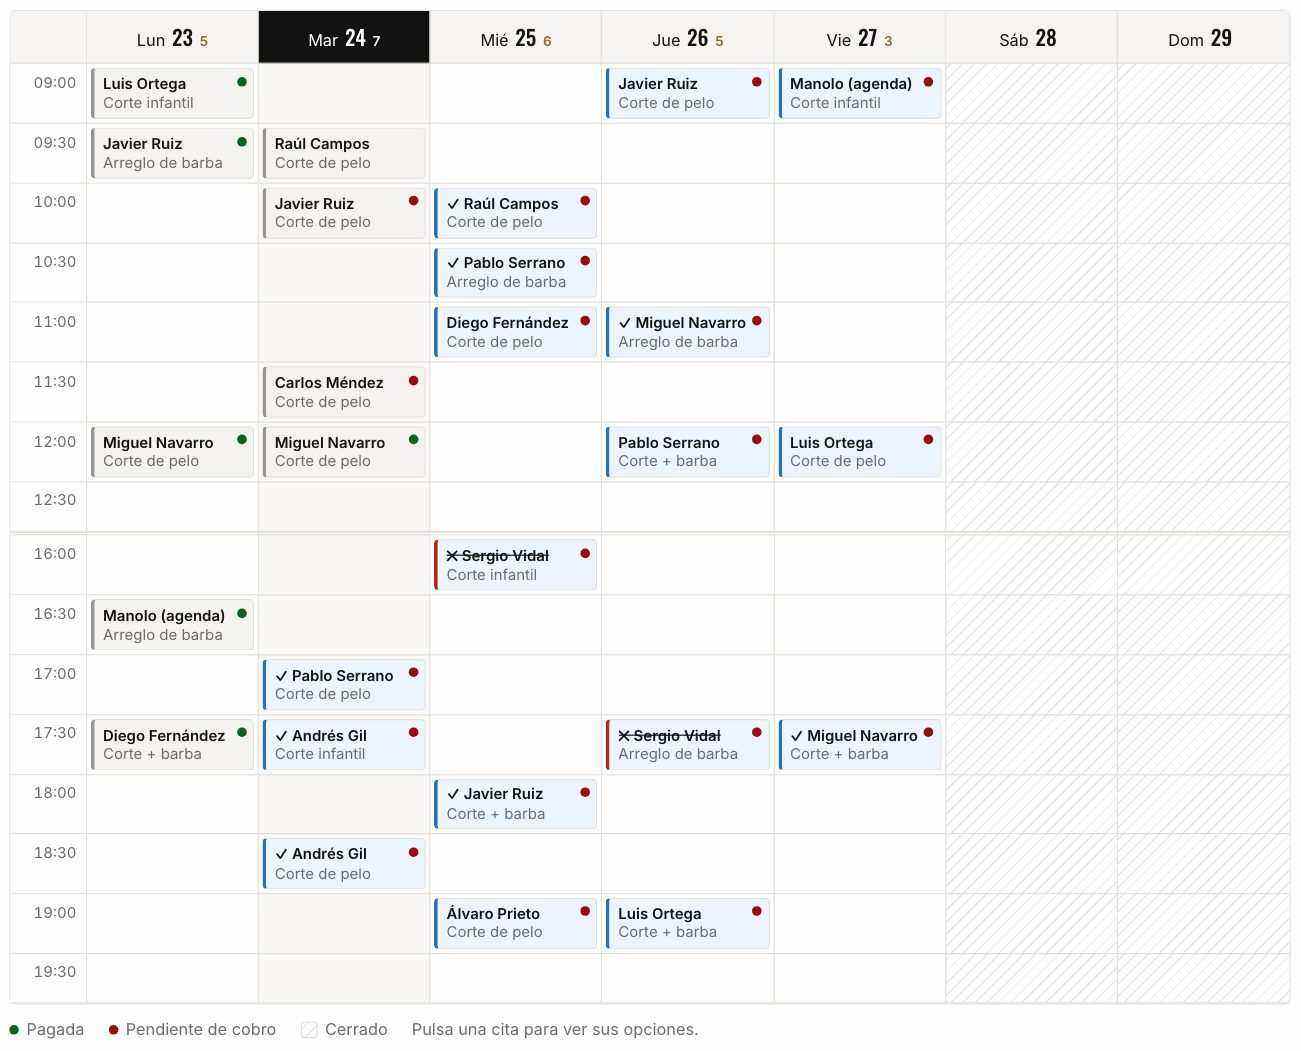 Lun 23 5
Mar 24 7
Mié 25 6
Jue 26 5
Vie 27 3
Sáb 28
Dom 29
09:00
Luis Ortega
Corte infantil
Javier Ruiz
Corte de pelo
Manolo (agenda)
Corte infantil
09:30
Javier Ruiz
Arreglo de barba
Raúl Campos
Corte de pelo
10:00
Javier Ruiz
Corte de pelo
✓ Raúl Campos
Corte de pelo
10:30
✓ Pablo Serrano
Arreglo de barba
11:00
Diego Fernández
Corte de pelo
✓ Miguel Navarro
Arreglo de barba
11:30
Carlos Méndez
Corte de pelo
12:00
Miguel Navarro
Corte de pelo
Miguel Navarro
Corte de pelo
Pablo Serrano
Corte + barba
Luis Ortega
Corte de pelo
12:30
16:00
✕ Sergio Vidal
Corte infantil
16:30
Manolo (agenda)
Arreglo de barba
17:00
✓ Pablo Serrano
Corte de pelo
17:30
Diego Fernández
Corte + barba
✓ Andrés Gil
Corte infantil
✕ Sergio Vidal
Arreglo de barba
✓ Miguel Navarro
Corte + barba
18:00
✓ Javier Ruiz
Corte + barba
18:30
✓ Andrés Gil
Corte de pelo
19:00
Álvaro Prieto
Corte de pelo
Luis Ortega
Corte + barba
19:30
Pagada
Pendiente de cobro
Cerrado
Pulsa una cita para ver sus opciones.